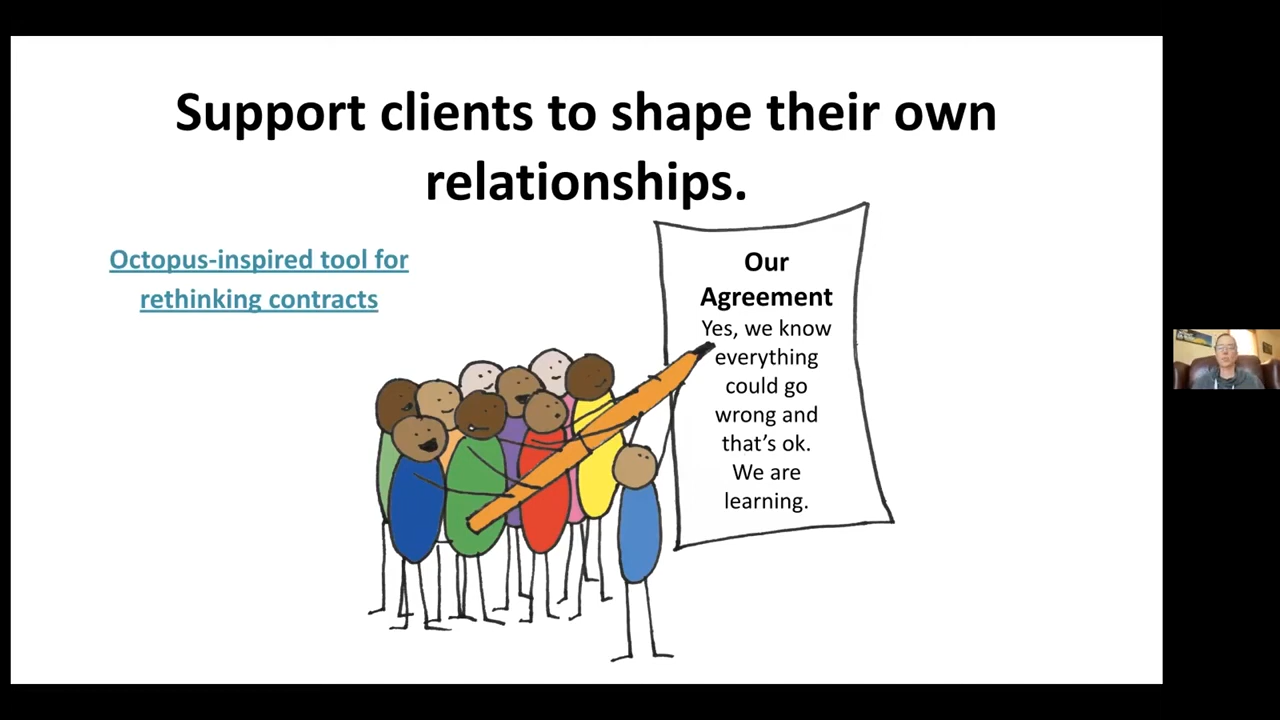 Support clients to shape their own
relationships.
Octopus-inspired tool for
rethinking contracts
Our
Agreement
Yes, we know
everything
could go
wrong and
that's ok.
We are
learning.